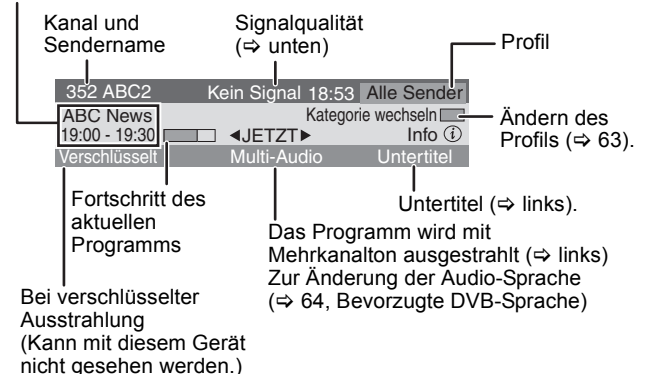 Kanal und
Sendername
Signalqualität
(⇨ unten)
Profil
352 ABC2 Kein Signal 18:53 Alle Sender
ABC News Kategorie wechseln
19:00 - 19:30 ◀JETZT▶ Info ⓘ
Verschlüsselt Multi-Audio Untertitel
Ändern des
Profils (⇨ 63).
Fortschritt des
aktuellen
Programms
Untertitel (⇨ links).
Das Programm wird mit
Mehrkanalton ausgestrahlt (⇨ links)
Zur Änderung der Audio-Sprache
(⇨ 64, Bevorzugte DVB-Sprache)
Bei verschlüsselter
Ausstrahlung
(Kann mit diesem Gerät
nicht gesehen werden.)